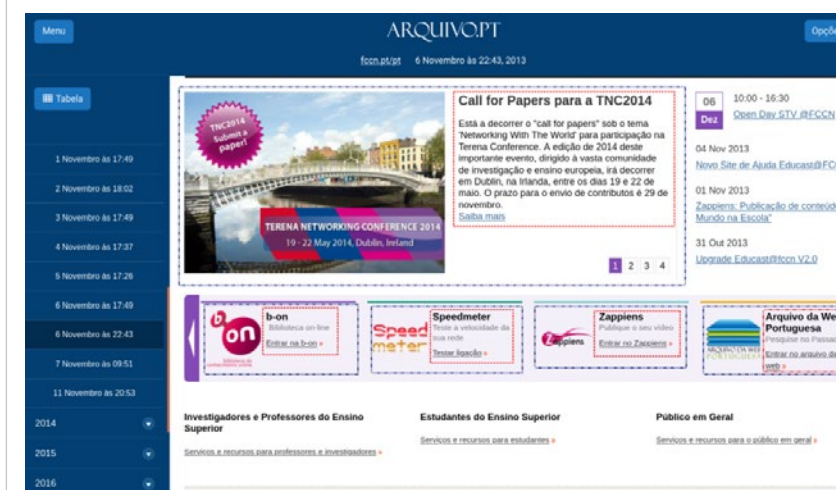 Menu
ARQUIVO.PT
fccn.pt/pt 6 Novembro às 22:43, 2013
Tabela
1 Novembro às 17:49
2 Novembro às 18:02
3 Novembro às 17:49
4 Novembro às 17:37
5 Novembro às 17:26
6 Novembro às 17:49
6 Novembro às 22:43
7 Novembro às 09:51
11 Novembro às 20:53
2014
2015
2016
TNC2014
submit a
paper!
TERENA NETWORKING CONFERENCE 2014
19 - 22 May 2014, Dublin, Ireland
Call for Papers para a TNC2014
Está a decorrer o "call for papers" sob o tema
'Networking With The World' para participação na
Terena Conference. A edição de 2014 deste
importante evento, dirigido à vasta comunidade
de investigação e ensino europeia, irá decorrer
em Dublin, na Irlanda, entre os dias 19 e 22 de
maio. O prazo para o envio de contributos é 29 de
novembro.
Saiba mais
1 2 3 4
06
Dez
10:00 - 16:30
Open Day STV @FCCN
04 Nov 2013
Novo Site de Ajuda Educast@FC
01 Nov 2013
Zappiens: Publicação de
Mundo na Escola"
31 Out 2013
Upgrade Educast@fccn V2.0
b-on
b-on
Biblioteca on-line
Entrar na b-on »
Speed
meter
Speedmeter
Teste a velocidade da
sua rede
Testar ligação »
Zappiens
Zappiens
Publique o seu vídeo
Entrar no Zappiens »
Arquivo da We
Portuguesa
Pesquise no
Entrar no arquivo da
web »
Investigadores e Professores do Ensino
Superior
Serviços e recursos para professores e investigadores »
Estudantes do Ensino Superior
Serviços e recursos para estudantes »
Público em Geral
Serviços e recursos para o público em geral »